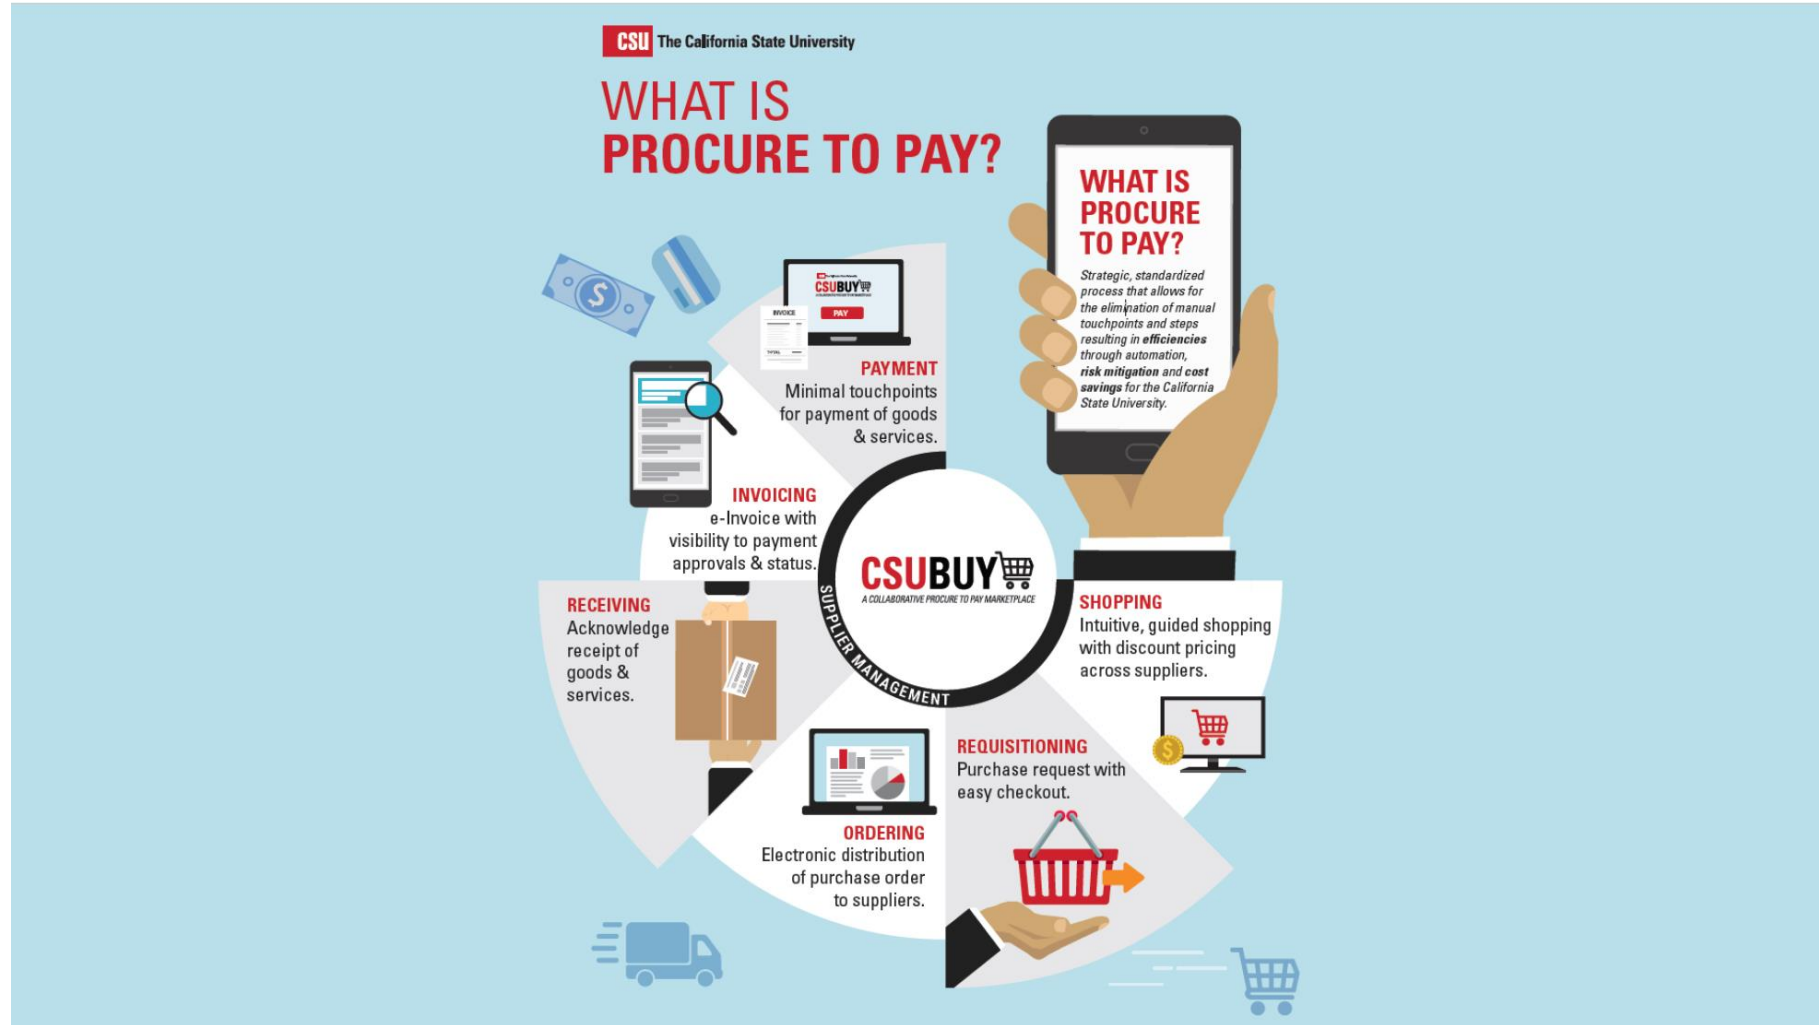 CSU The California State University
WHAT IS
PROCURE TO PAY?
WHAT IS
PROCURE
TO PAY?
Strategic, standardized
process that allows for
the elimination of manual
touchpoints and steps
resulting in efficiencies
through automation,
risk mitigation and cost
savings for the California
State University.
CSUBUY
INVOICE
PAY
TOTAL
PAYMENT
Minimal touchpoints
for payment of goods
& services.
INVOICING
e-Invoice with
visibility to payment
approvals & status.
RECEIVING
Acknowledge
receipt of
goods &
services.
CSUBUY
A COLLABORATIVE PROCURE TO PAY MARKETPLACE
SUPPLIER MANAGEMENT
SHOPPING
Intuitive, guided shopping
with discount pricing
across suppliers.
REQUISITIONING
Purchase request with
easy checkout.
ORDERING
Electronic distribution
of purchase order
to suppliers.